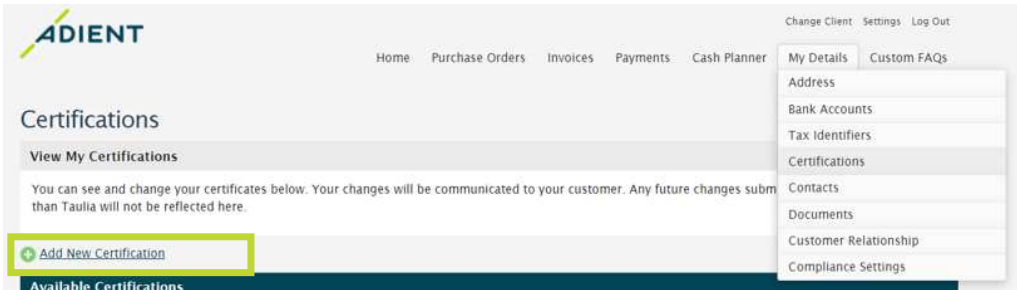 ADIENT
Change Client Settings Log Out
Home Purchase Orders Invoices Payments Cash Planner My Details Custom FAQs
Address
Bank Accounts
Tax Identifiers
Certifications
Contacts
Documents
Customer Relationship
Compliance Settings
Certifications
View My Certifications
You can see and change your certificates below. Your changes will be communicated to your customer. Any future changes subm
than Taulia will not be reflected here.
Add New Certification
Available Certifications